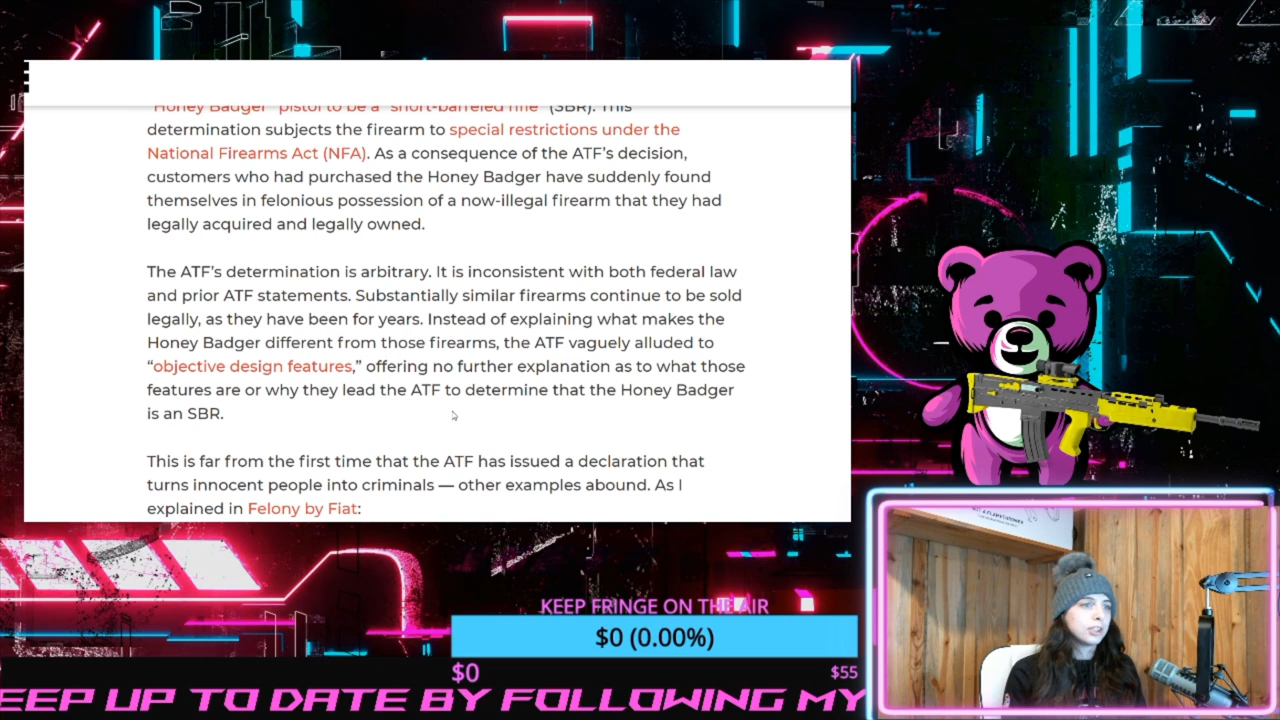 "Honey Badger" pistol to be a "short-barreled rifle" (SBR). This
determination subjects the firearm to special restrictions under the
National Firearms Act (NFA). As a consequence of the ATF's decision,
customers who had purchased the Honey Badger have suddenly found
themselves in felonious possession of a now-illegal firearm that they had
legally acquired and legally owned.
The ATF's determination is arbitrary. It is inconsistent with both federal law
and prior ATF statements. Substantially similar firearms continue to be sold
legally, as they have been for years. Instead of explaining what makes the
Honey Badger different from those firearms, the ATF vaguely alluded to
“objective design features,” offering no further explanation as to what those
features are or why they lead the ATF to determine that the Honey Badger
is an SBR.
This is far from the first time that the ATF has issued a declaration that
turns innocent people into criminals — other examples abound. As I
explained in Felony by Fiat:
KEEP FRINGE ON THE AIR
$0 (0.00%)
$0
$55
EEP UP TO DATE BY FOLLOWING MY